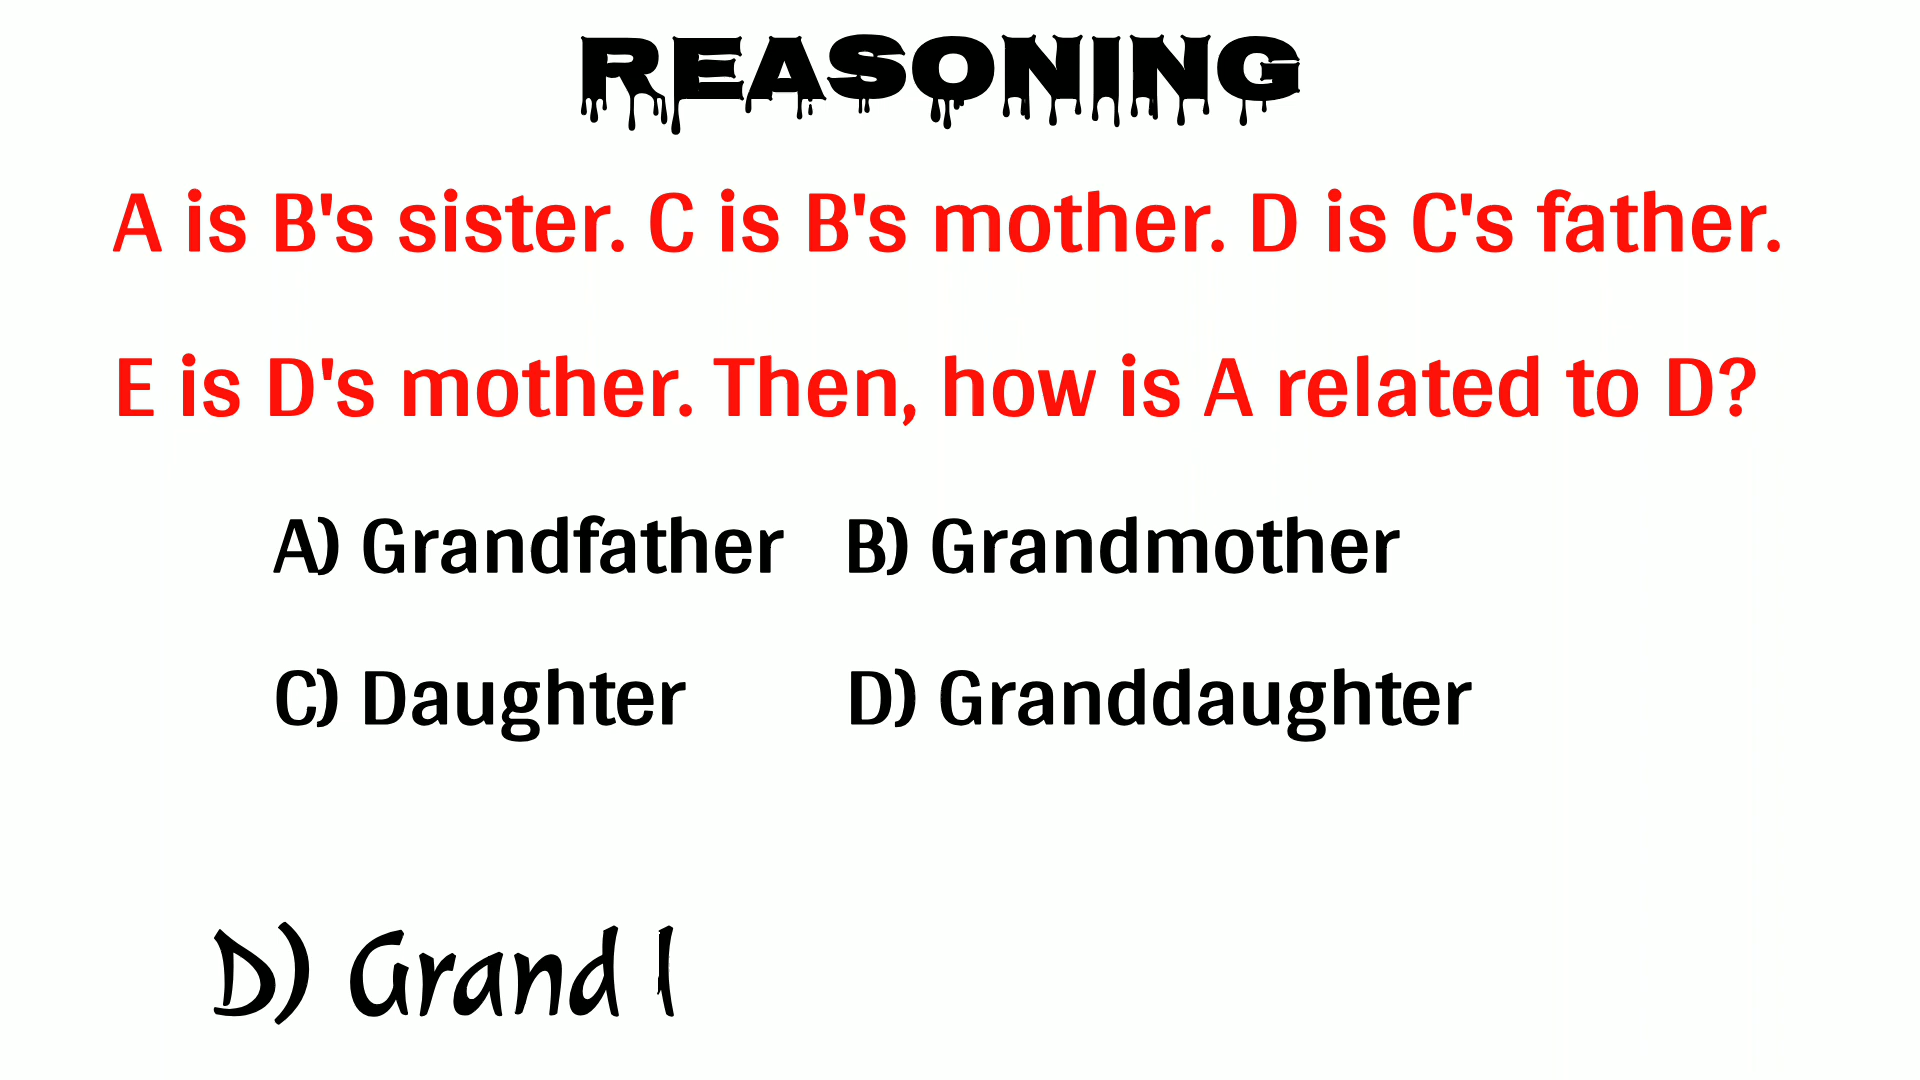 REASONING
A is B's sister. C is B's mother. D is C's father.
E is D's mother. Then, how is A related to D?
A) Grandfather B) Grandmother
C) Daughter D) Granddaughter
D) Grand